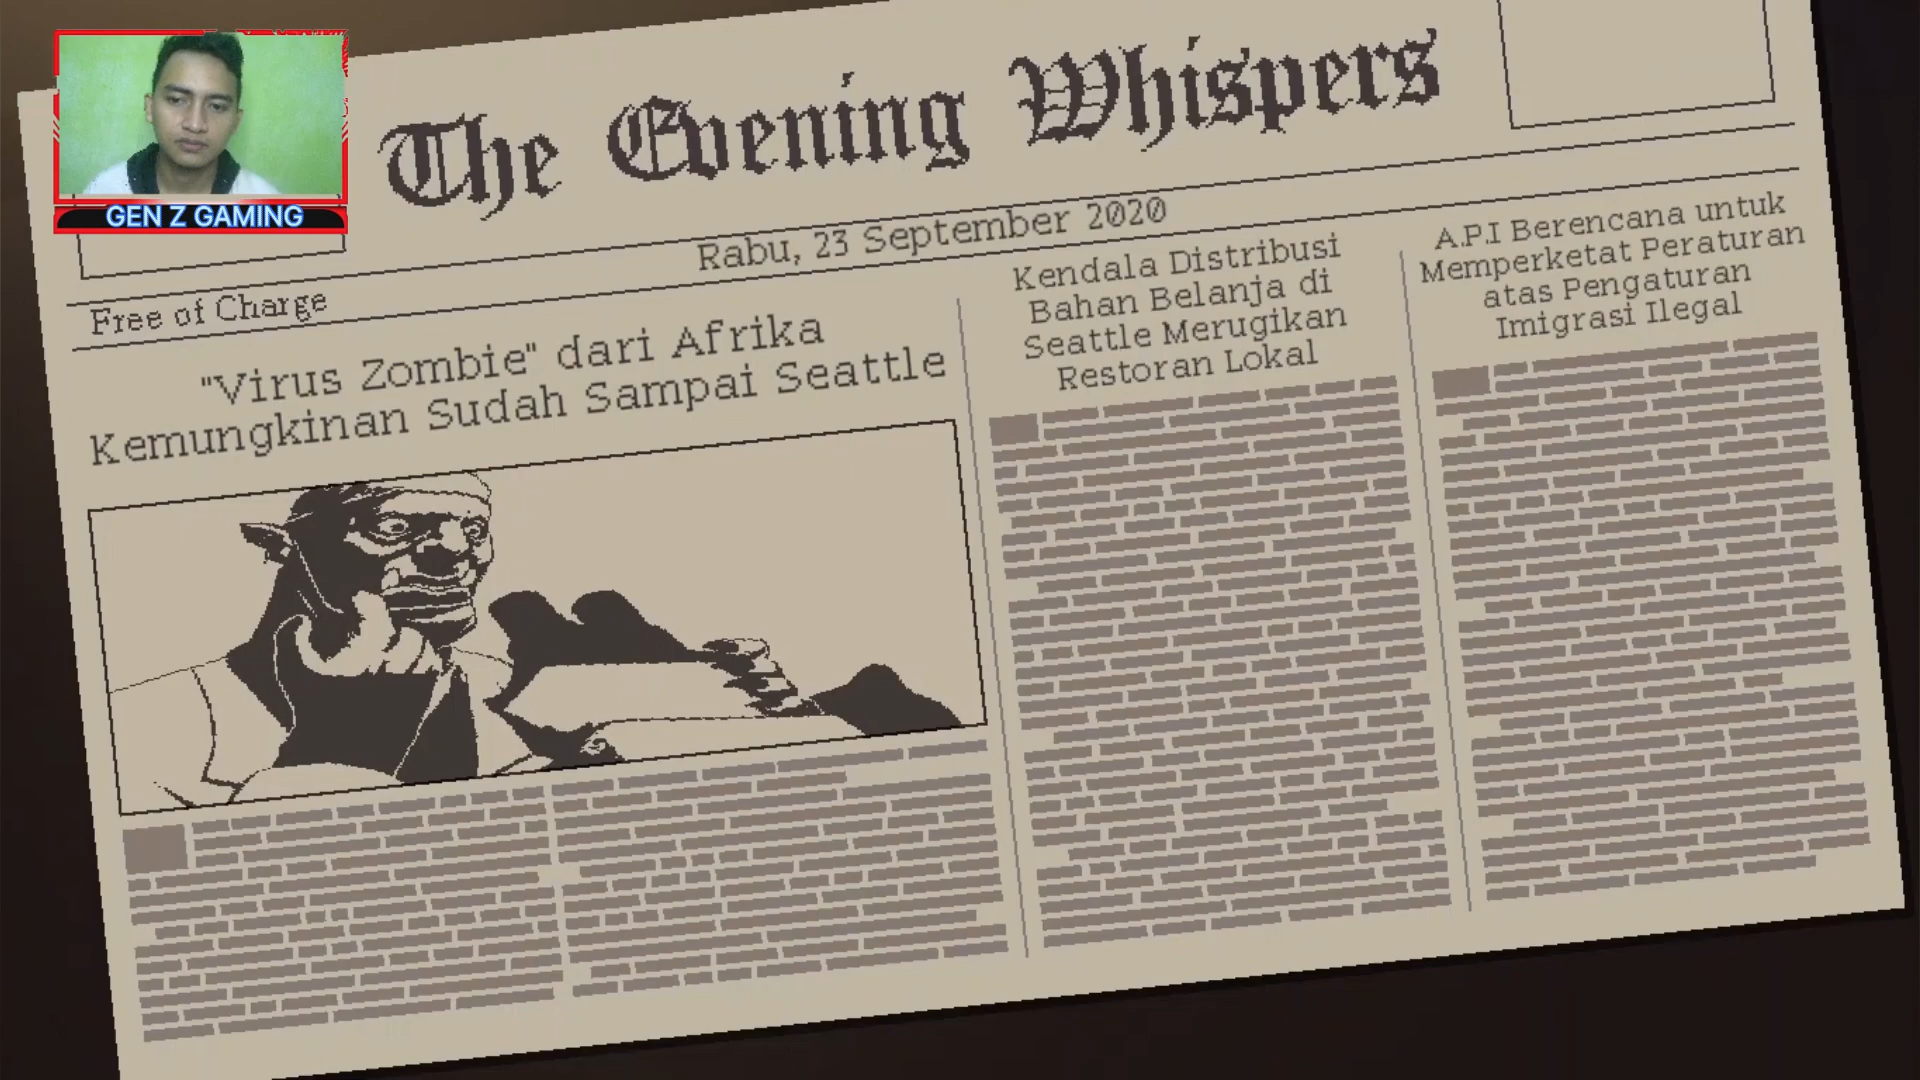 GEN Z GAMING
The Evening Whispers
Rabu, 23 September 2020
Free of Charge
"Virus Zombie" dari Afrika
Kemungkinan Sudah Sampai Seattle
Kendala Distribusi
Bahan Belanja di
Seattle Merugikan
Restoran Lokal
A.P.I Berencana untuk
Memperketat Peraturan
atas Pengaturan
Imigrasi Ilegal